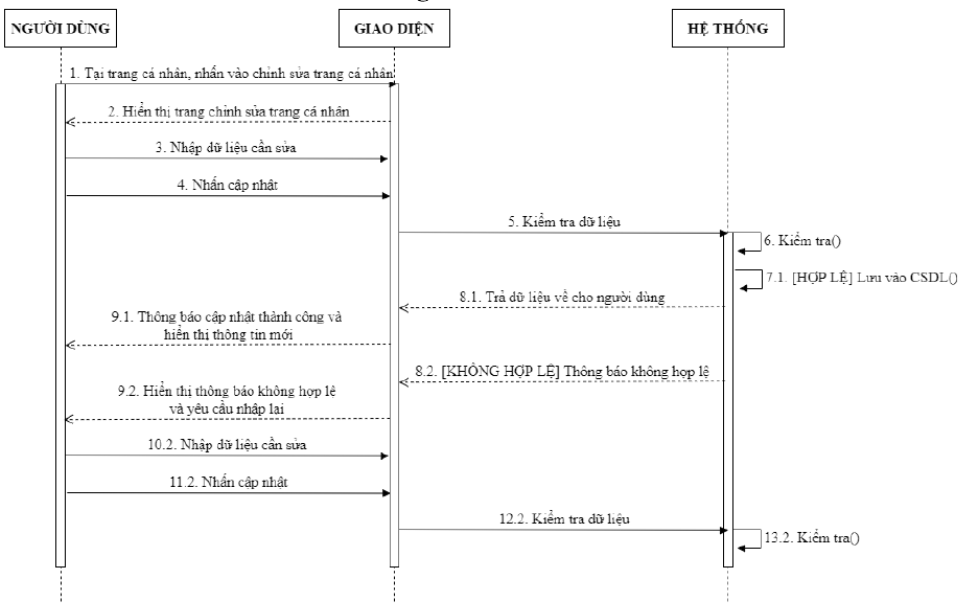 NGƯỜI DÙNG
GIAO DIỆN
HỆ THỐNG
1. Tại trang cá nhân, nhấn vào chỉnh sửa trang cá nhân
2. Hiển thị trang chỉnh sửa trang cá nhân
3. Nhập dữ liệu cần sửa
4. Nhấn cập nhật
5. Kiểm tra dữ liệu
6. Kiểm tra()
7.1. [HỢP LỆ] Lưu vào CSDL()
8.1. Trả dữ liệu về cho người dùng
9.1. Thông báo cập nhật thành công và
hiển thị thông tin mới
8.2. [KHÔNG HỢP LỆ] Thông báo không hợp lệ
9.2. Hiển thị thông báo không hợp lệ
và yêu cầu nhập lại
10.2. Nhập dữ liệu cần sửa
11.2. Nhấn cập nhật
12.2. Kiểm tra dữ liệu
13.2. Kiểm tra()